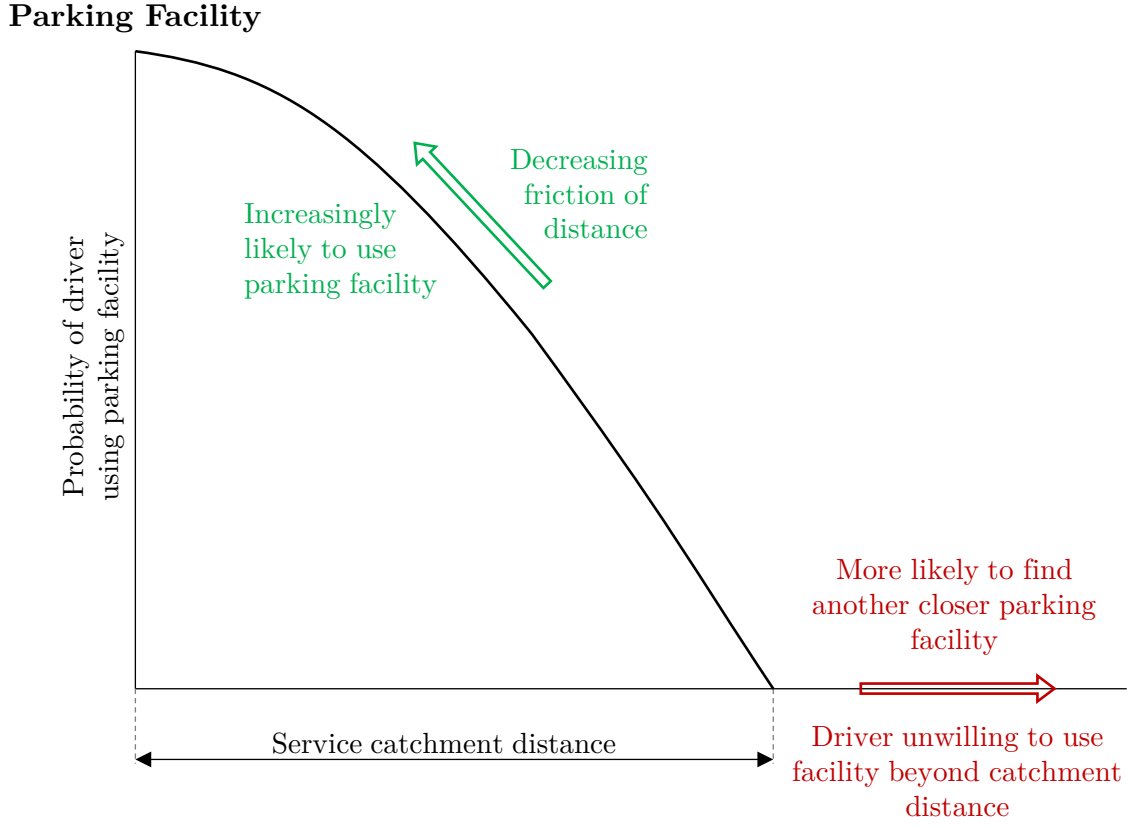 Parking Facility
Decreasing
friction of
distance
Increasingly
likely to use
parking facility
Probability of driver
using parking facility
More likely to find
another closer parking
facility
Service catchment distance
Driver unwilling to use
facility beyond catchment
distance